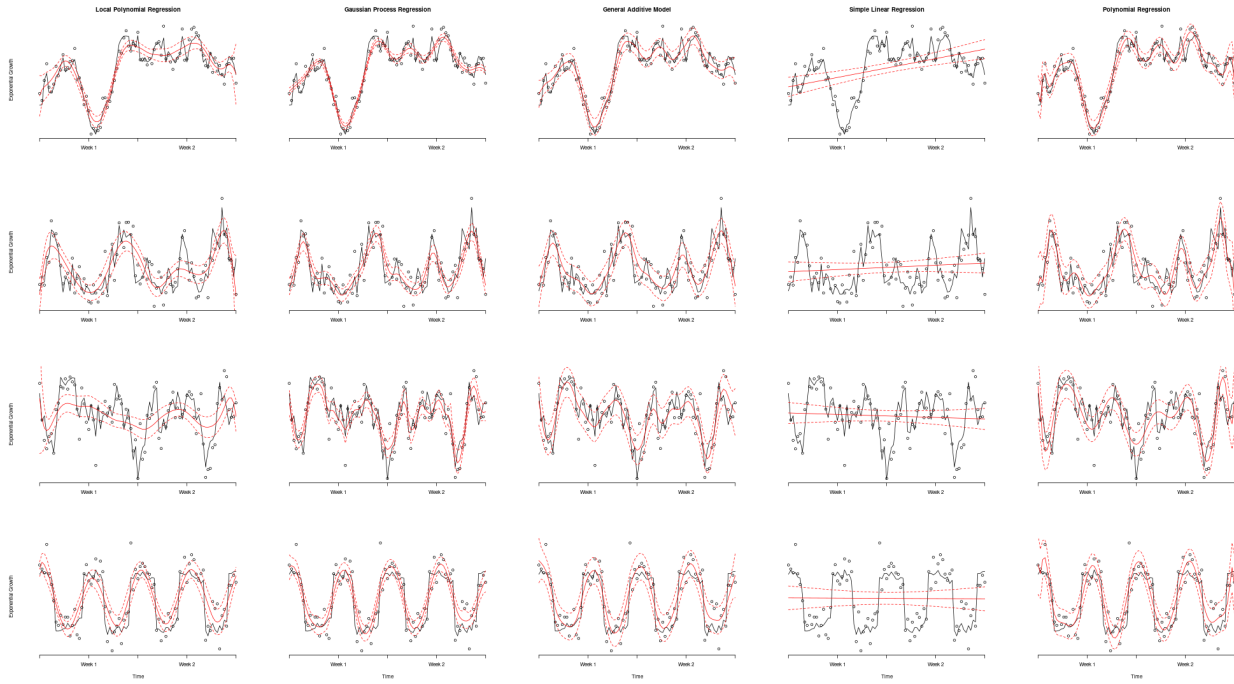 Local Polynomial Regression
Gaussian Process Regression
General Additive Model
Simple Linear Regression
Polynomial Regression
Exponential Growth
Week 1
Week 2
Week 1
Week 2
Week 1
Week 2
Week 1
Week 2
Week 1
Week 2
Exponential Growth
Week 1
Week 2
Week 1
Week 2
Week 1
Week 2
Week 1
Week 2
Week 1
Week 2
Exponential Growth
Week 1
Week 2
Week 1
Week 2
Week 1
Week 2
Week 1
Week 2
Week 1
Week 2
Exponential Growth
Week 1
Week 2
Week 1
Week 2
Week 1
Week 2
Week 1
Week 2
Week 1
Week 2
Time
Time
Time
Time
Time